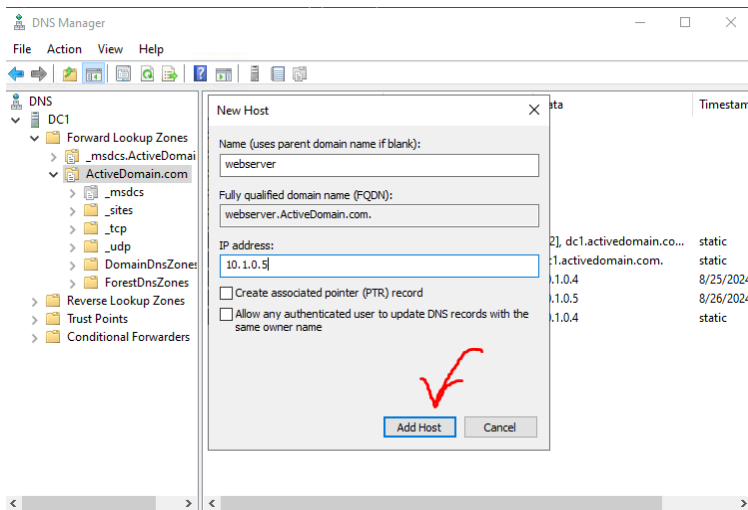 DNS Manager
File Action View Help
DNS
DC1
Forward Lookup Zones
_msdcs.ActiveDomai
ActiveDomain.com
_msdcs
_sites
_tcp
_udp
DomainDnsZones
ForestDnsZones
Reverse Lookup Zones
Trust Points
Conditional Forwarders
New Host
Name (uses parent domain name if blank):
webserver
Fully qualified domain name (FQDN):
webserver.ActiveDomain.com.
IP address:
10.1.0.5
Create associated pointer (PTR) record
Allow any authenticated user to update DNS records with the
same owner name
Add Host Cancel
ata Timestam
2], dc1.activedomain.co... static
:1.activedomain.com. static
).1.0.4 8/25/2024
).1.0.5 8/26/2024
).1.0.4 static